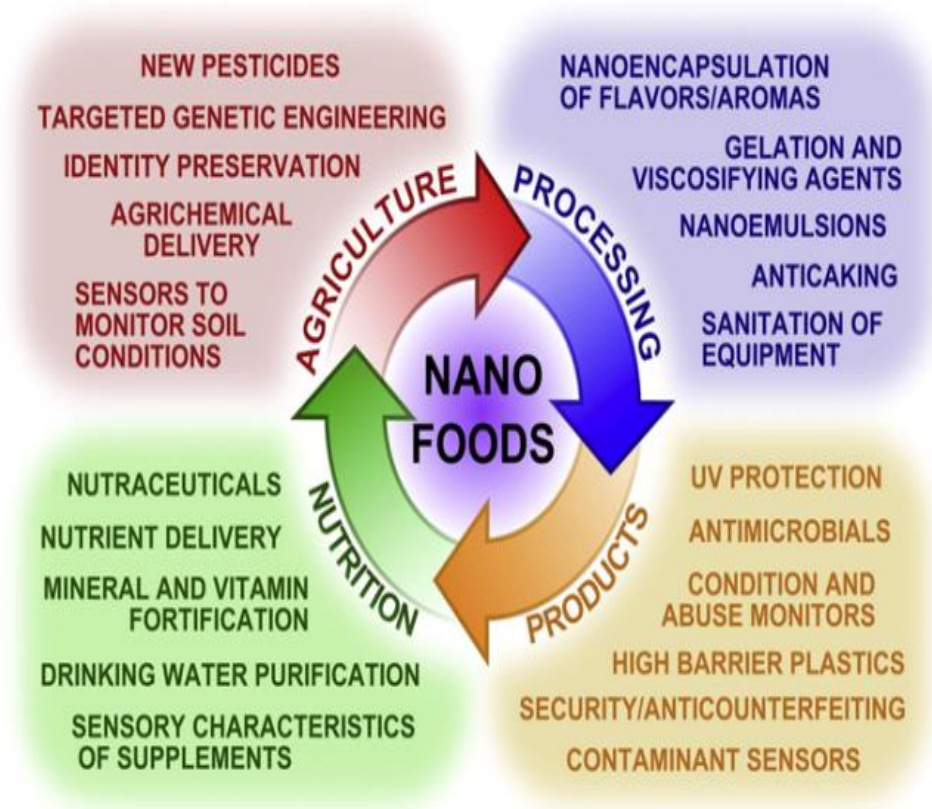 NEW PESTICIDES
TARGETED GENETIC ENGINEERING
IDENTITY PRESERVATION
AGRICHEMICAL
DELIVERY
SENSORS TO
MONITOR SOIL
CONDITIONS
AGRICULTURE
NANOENCAPSULATION
OF FLAVORS/AROMAS
GELATION AND
VISCOSIFYING AGENTS
NANOEMULSIONS
ANTICAKING
SANITATION OF
EQUIPMENT
PROCESSING
NANO
FOODS
NUTRACEUTICALS
NUTRIENT DELIVERY
MINERAL AND VITAMIN
FORTIFICATION
DRINKING WATER PURIFICATION
SENSORY CHARACTERISTICS
OF SUPPLEMENTS
NUTRITION
UV PROTECTION
ANTIMICROBIALS
CONDITION AND
ABUSE MONITORS
HIGH BARRIER PLASTICS
SECURITY/ANTICOUNTERFEITING
CONTAMINANT SENSORS
PRODUCTS